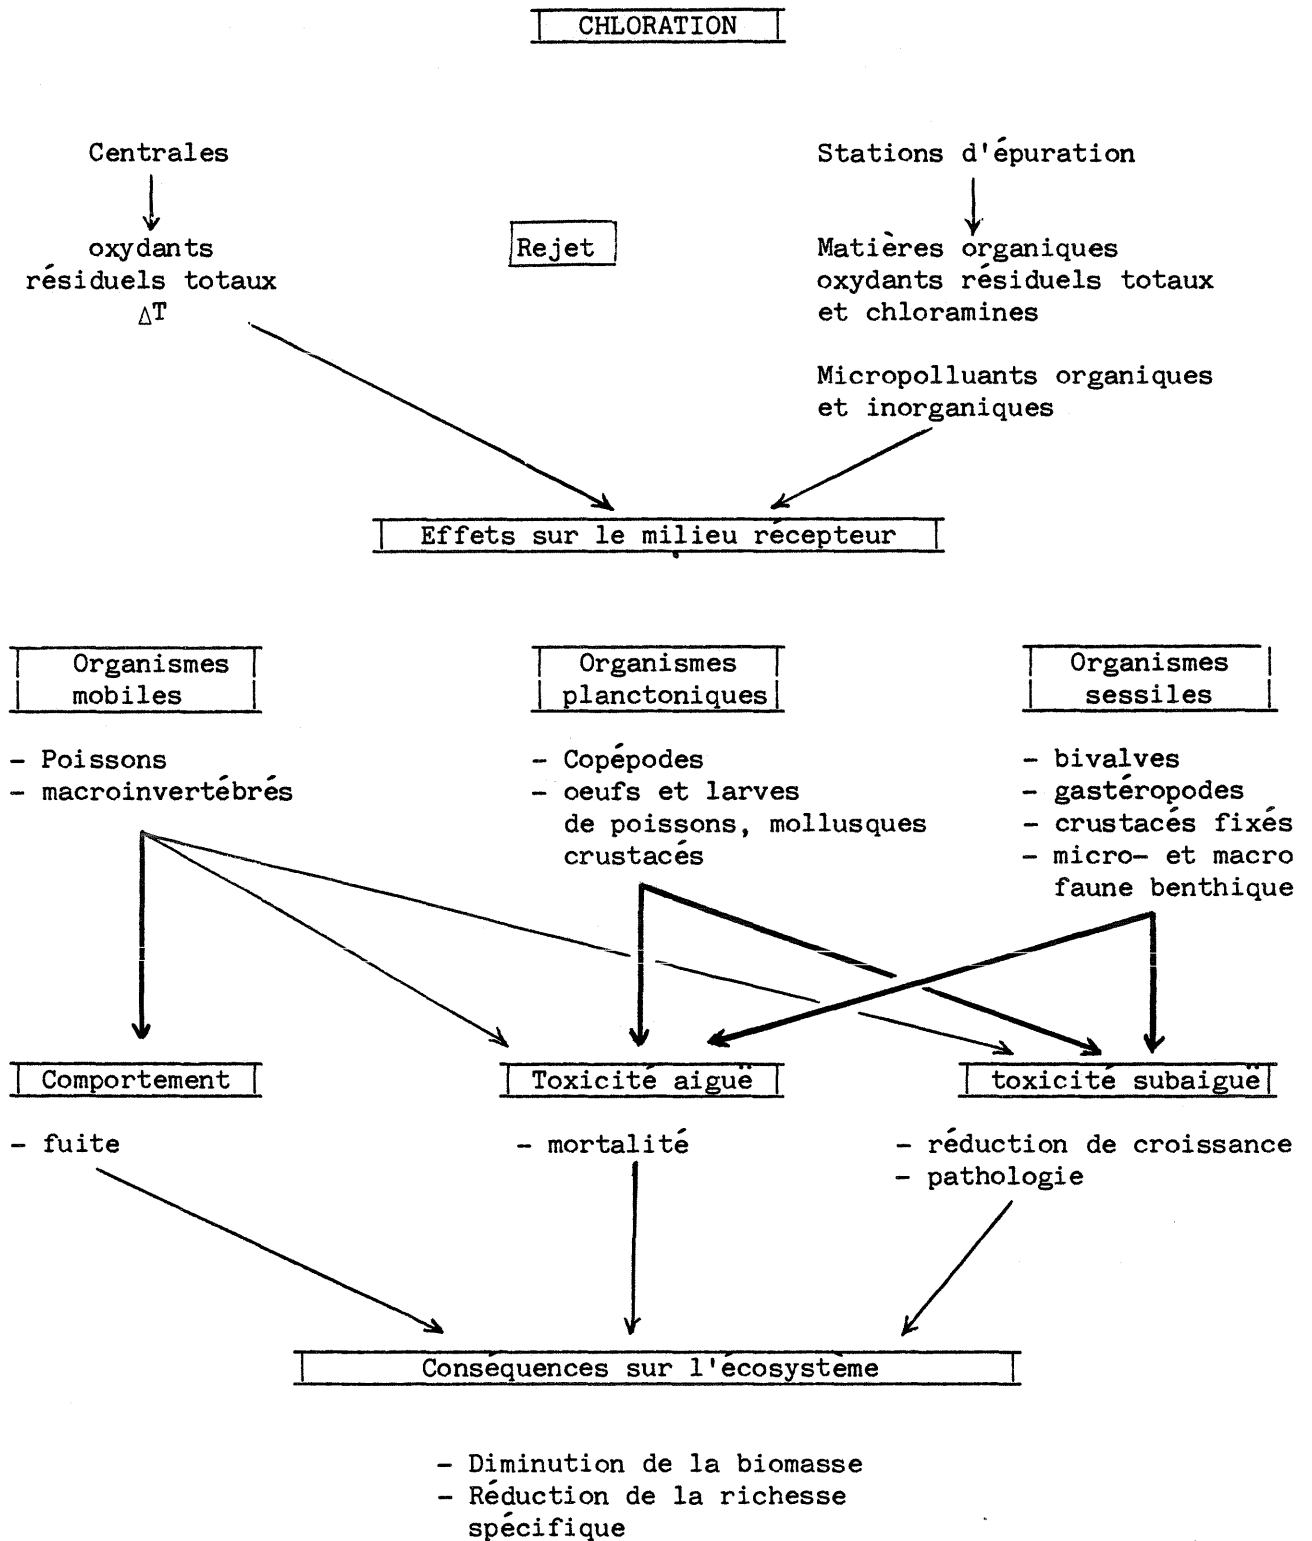 CHLORATION
Centrales
oxydants
résiduels totaux
ΔT
Rejet
Stations d'épuration
Matières organiques
oxydants résiduels totaux
et chloramines
Micropolluants organiques
et inorganiques
Effets sur le milieu récepteur
Organismes
mobiles
- Poissons
- macroinvertébrés
Organismes
planctoniques
- Copépodes
- oeufs et larves
de poissons, mollusques
crustacés
Organismes
sessiles
- bivalves
- gastéropodes
- crustacés fixés
- micro- et macro
faune benthique
Comportement
- fuite
Toxicité aiguë
- mortalité
toxicité subaiguë
- réduction de croissance
- pathologie
Conséquences sur l'écosystème
- Diminution de la biomasse
- Réduction de la richesse
spécifique